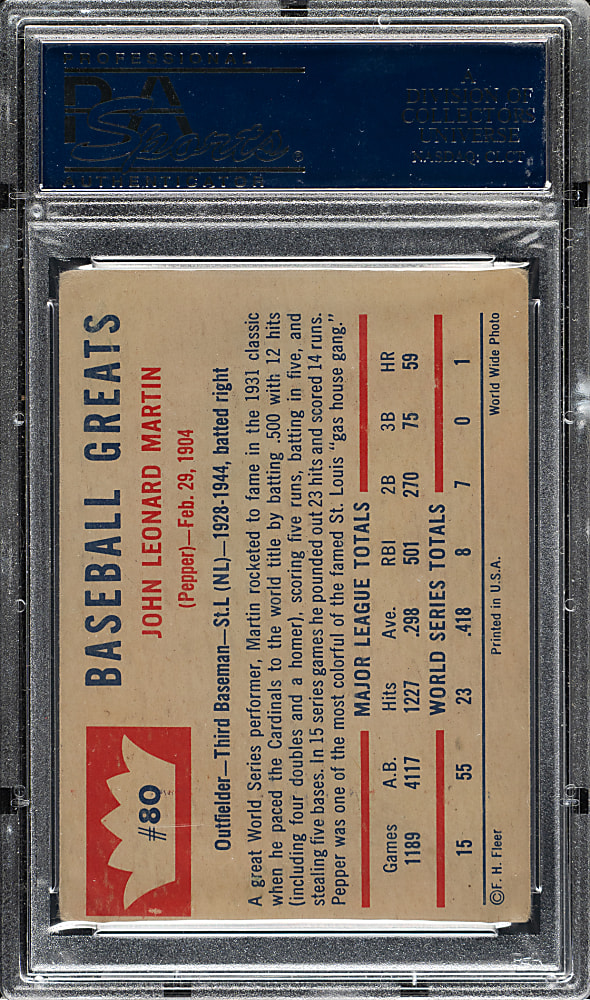 PROFESSIONAL
PSA
Sports®
AUTHENTICATOR
A
DIVISION OF
COLLECTORS
UNIVERSE
NASDAQ: CLCT
#80
BASEBALL GREATS
JOHN LEONARD MARTIN
(Pepper)—Feb. 29, 1904
Outfielder—Third Baseman—St.L (NL)—1928-1944, batted right
A great World Series performer, Martin rocketed to fame in the 1931 classic
when he paced the Cardinals to the world title by batting .500 with 12 hits
(including four doubles and a homer), scoring five runs, batting in five, and
stealing five bases. In 15 series games he pounded out 23 hits and scored 14 runs.
Pepper was one of the most colorful of the famed St. Louis "gas house gang."
MAJOR LEAGUE TOTALS
Games A.B. Hits Ave. RBI 2B 3B HR
1189 4117 1227 .298 501 270 75 59
WORLD SERIES TOTALS
15 55 23 .418 8 7 0 1
©F. H. Fleer Printed in U.S.A. World Wide Photo